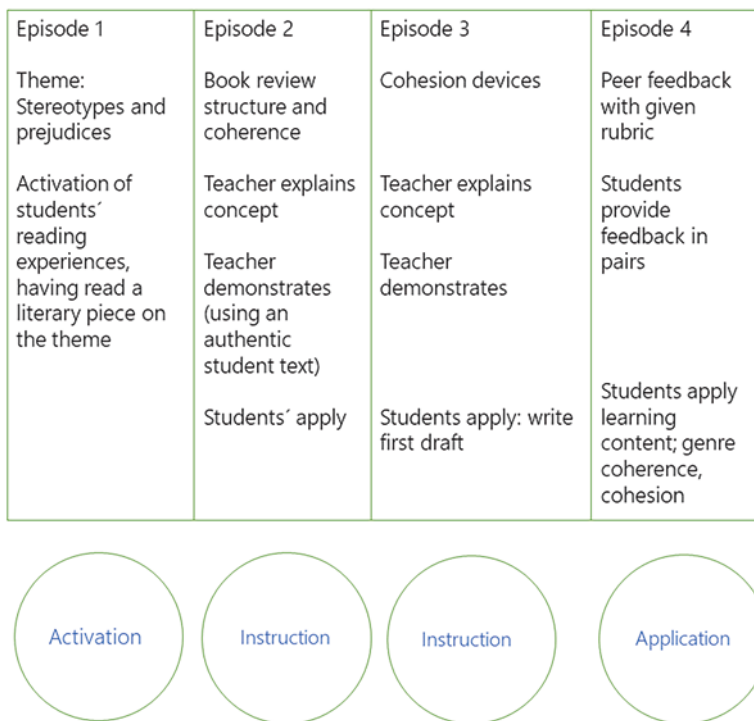 Episode 1
Theme:
Stereotypes and
prejudices
Activation of
students´
reading
experiences,
having read a
literary piece on
the theme
Episode 2
Book review
structure and
coherence
Teacher explains
concept
Teacher
demonstrates
(using an
authentic
student text)
Students´ apply
Episode 3
Cohesion devices
Teacher explains
concept
Teacher
demonstrates
Students apply: write
first draft
Episode 4
Peer feedback
with given
rubric
Students
provide
feedback in
pairs
Students apply
learning
content; genre
coherence,
cohesion
Activation
Instruction
Instruction
Application